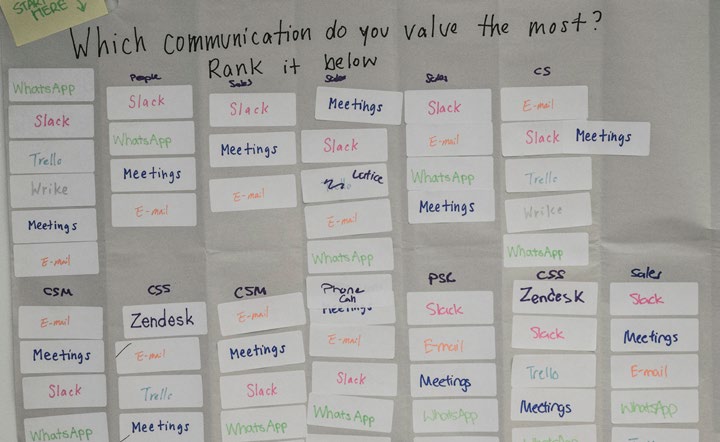 START
HERE
Which communication do you value the most?
Rank it below
WhatsApp
Slack
Trello
Wrike
Meetings
E-mail
People
Slack
WhatsApp
Meetings
E-mail
Sales
Slack
Meetings
E-mail
Sales
Meetings
Slack
Lattice
E-mail
WhatsApp
Sales
Slack
E-mail
WhatsApp
Meetings
CS
E-mail
Slack Meetings
Trello
Wrike
WhatsApp
CSM
E-mail
Meetings
Slack
WhatsApp
CSS
Zendesk
E-mail
Trello
Meetings
CSM
E-mail
Meetings
Slack
WhatsApp
Phone
Call
Meetings
E-mail
Slack
WhatsApp
PSC
Slack
E-mail
Meetings
WhatsApp
CSS
Zendesk
Slack
Trello
Meetings
WhatsApp
Sales
Slack
Meetings
E-mail
WhatsApp